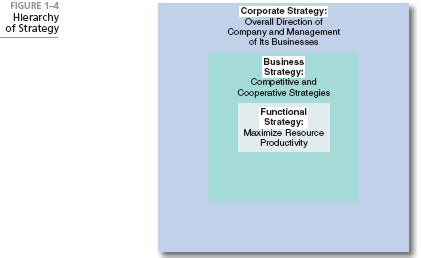 FIGURE 1–4
Hierarchy
of Strategy
Corporate Strategy:
Overall Direction of
Company and Management
of Its Businesses
Business
Strategy:
Competitive and
Cooperative Strategies
Functional
Strategy:
Maximize Resource
Productivity